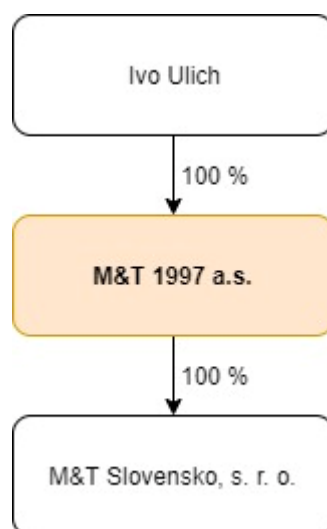 Ivo Ulich
100 %
M&T 1997 a.s.
100 %
M&T Slovensko, s. r. o.